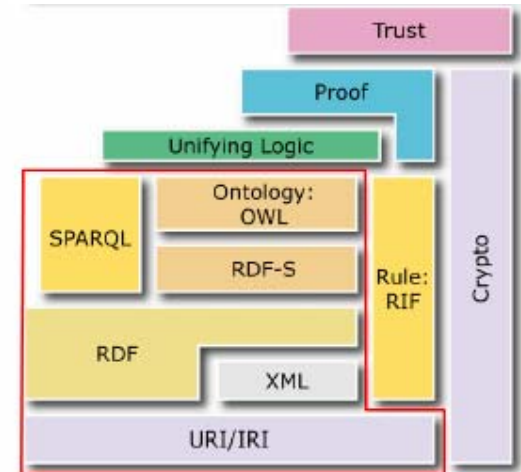 Trust
Proof
Unifying Logic
Ontology:
OWL
SPARQL
RDF-S
Rule:
RIF
Crypto
RDF
XML
URI/IRI